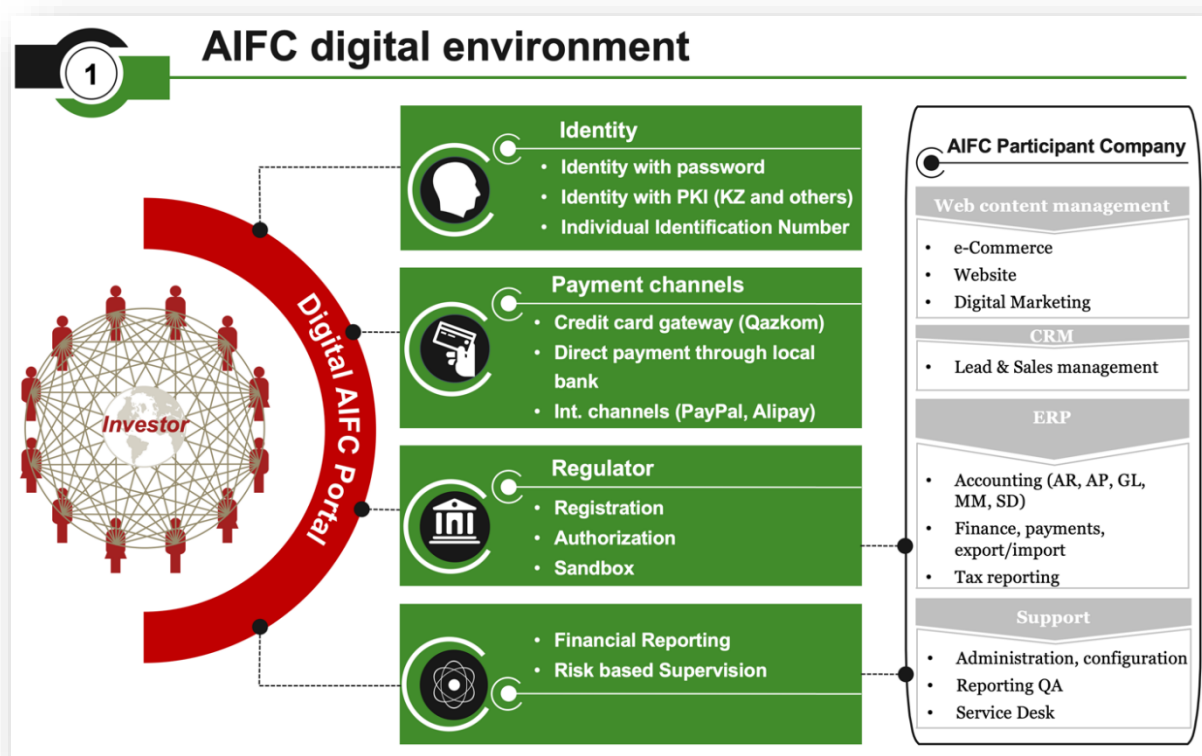 1
AIFC digital environment
Investor
Digital AIFC Portal
Identity
• Identity with password
• Identity with PKI (KZ and others)
• Individual Identification Number
Payment channels
• Credit card gateway (Qazkom)
• Direct payment through local
bank
• Int. channels (PayPal, Alipay)
Regulator
• Registration
• Authorization
• Sandbox
• Financial Reporting
• Risk based Supervision
AIFC Participant Company
Web content management
• e-Commerce
• Website
• Digital Marketing
CRM
• Lead & Sales management
ERP
• Accounting (AR, AP, GL,
MM, SD)
• Finance, payments,
export/import
• Tax reporting
Support
• Administration, configuration
• Reporting QA
• Service Desk